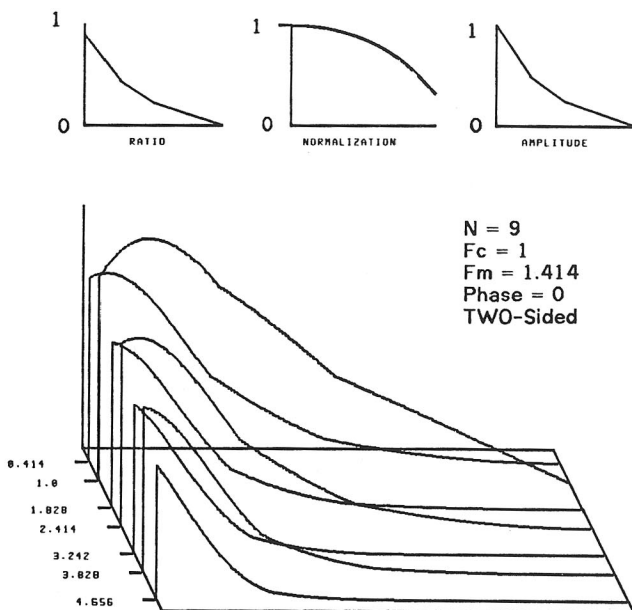 1
0
RATIO
1
0
NORMALIZATION
1
0
AMPLITUDE
N = 9
Fc = 1
Fm = 1.414
Phase = 0
TWO-Sided
0.414
1.0
1.828
2.414
3.242
3.828
4.656